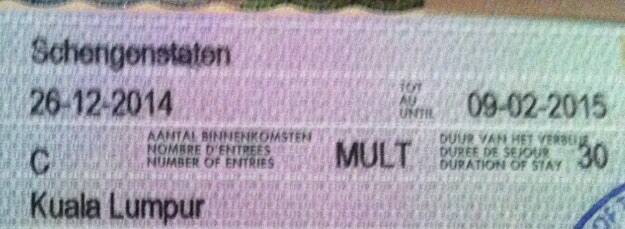 Schengenstaten
26-12-2014 TOT AU UNTIL 09-02-2015
C AANTAL BINNENKOMSTEN NOMBRE D'ENTREES NUMBER OF ENTRIES MULT DUUR VAN HET VERBLIJF DUREE DE SEJOUR DURATION OF STAY 30
Kuala Lumpur
OF